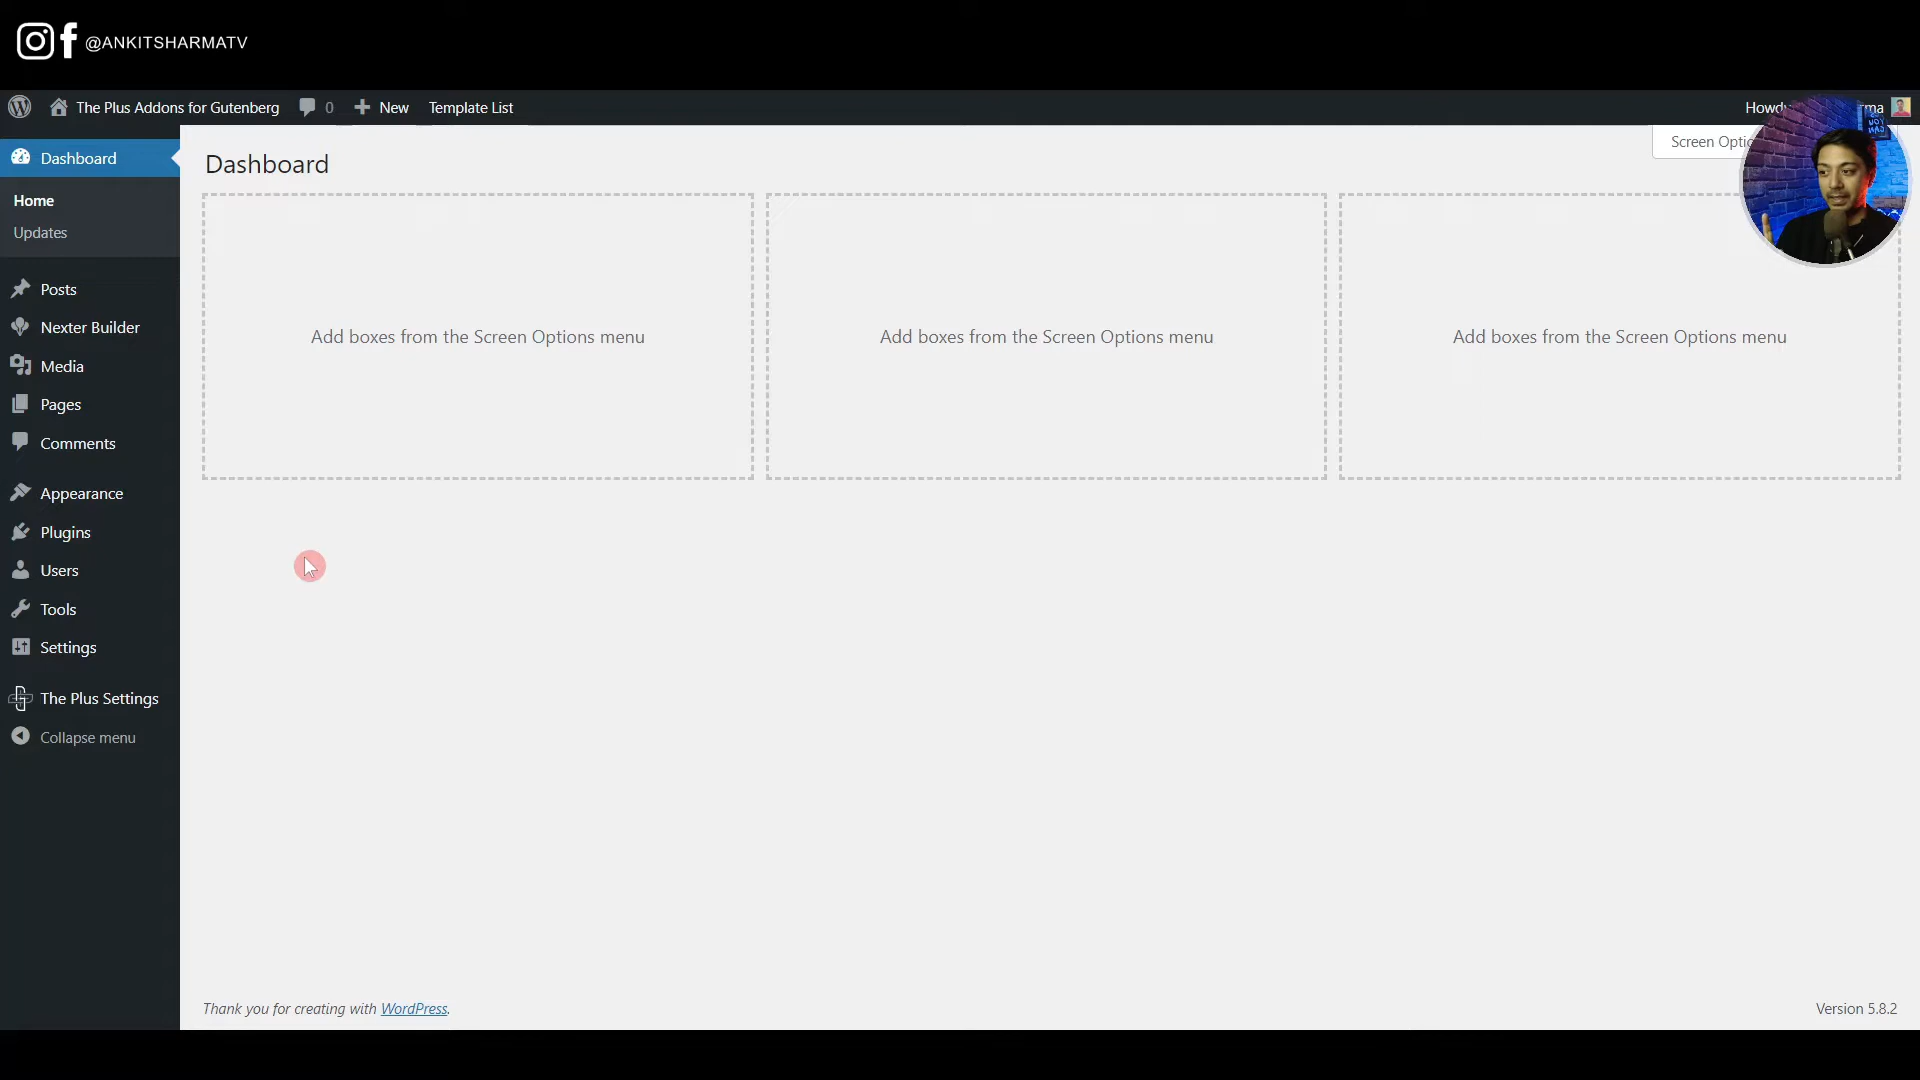 @ANKITSHARMATV
The Plus Addons for Gutenberg 0 New Template List
Dashboard
Home
Updates
Posts
Nexter Builder
Media
Pages
Comments
Appearance
Plugins
Users
Tools
Settings
The Plus Settings
Collapse menu
Dashboard
Add boxes from the Screen Options menu
Add boxes from the Screen Options menu
Add boxes from the Screen Options menu
Screen
YOU
CAN
Thank you for creating with WordPress.
Version 5.8.2